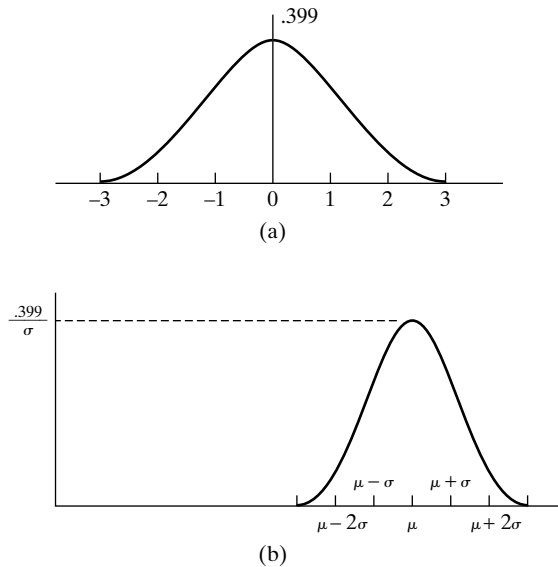 .399
–3 –2 –1 0 1 2 3
(a)
.399
σ
μ – σ μ + σ
μ – 2σ μ μ + 2σ
(b)